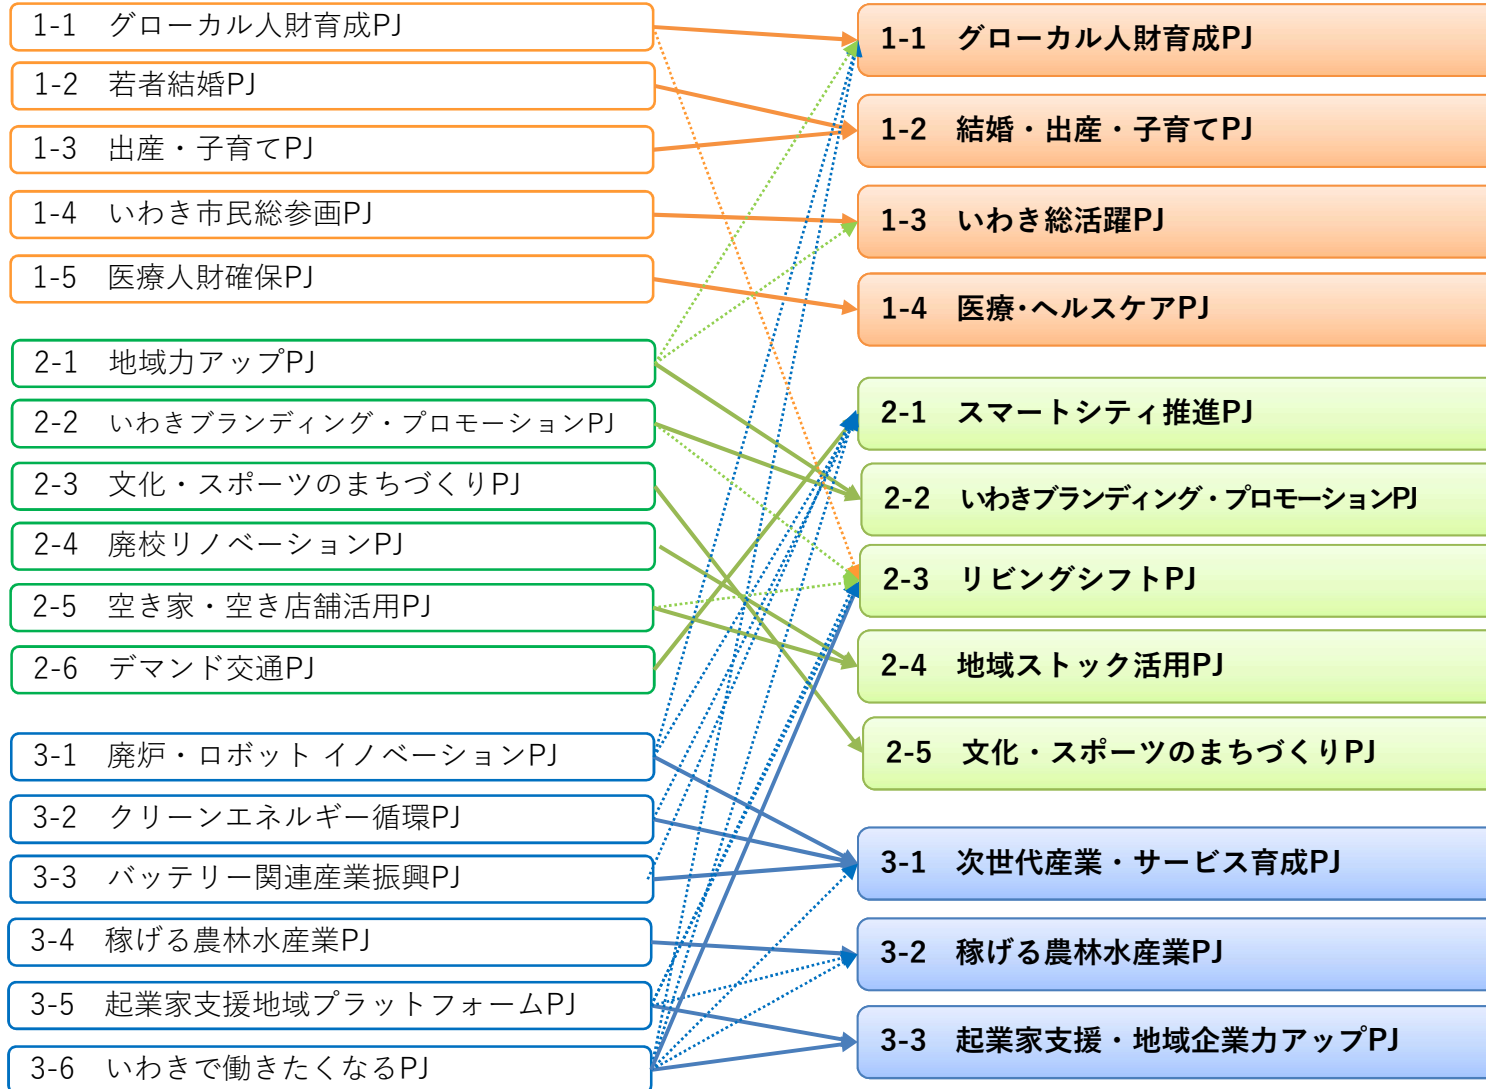 1-1 グローカル人財育成PJ
1-2 若者結婚PJ
1-3 出産・子育てPJ
1-4 いわき市民総参画PJ
1-5 医療人財確保PJ
2-1 地域力アップPJ
2-2 いわきブランディング・プロモーションPJ
2-3 文化・スポーツのまちづくりPJ
2-4 廃校リノベーションPJ
2-5 空き家・空き店舗活用PJ
2-6 デマンド交通PJ
3-1 廃炉・ロボット イノベーションPJ
3-2 クリーンエネルギー循環PJ
3-3 バッテリー関連産業振興PJ
3-4 稼げる農林水産業PJ
3-5 起業家支援地域プラットフォームPJ
3-6 いわきで働きたくなるPJ
1-1 グローカル人財育成PJ
1-2 結婚・出産・子育てPJ
1-3 いわき総活躍PJ
1-4 医療・ヘルスケアPJ
2-1 スマートシティ推進PJ
2-2 いわきブランディング・プロモーションPJ
2-3 リビングシフトPJ
2-4 地域ストック活用PJ
2-5 文化・スポーツのまちづくりPJ
3-1 次世代産業・サービス育成PJ
3-2 稼げる農林水産業PJ
3-3 起業家支援・地域企業力アップPJ